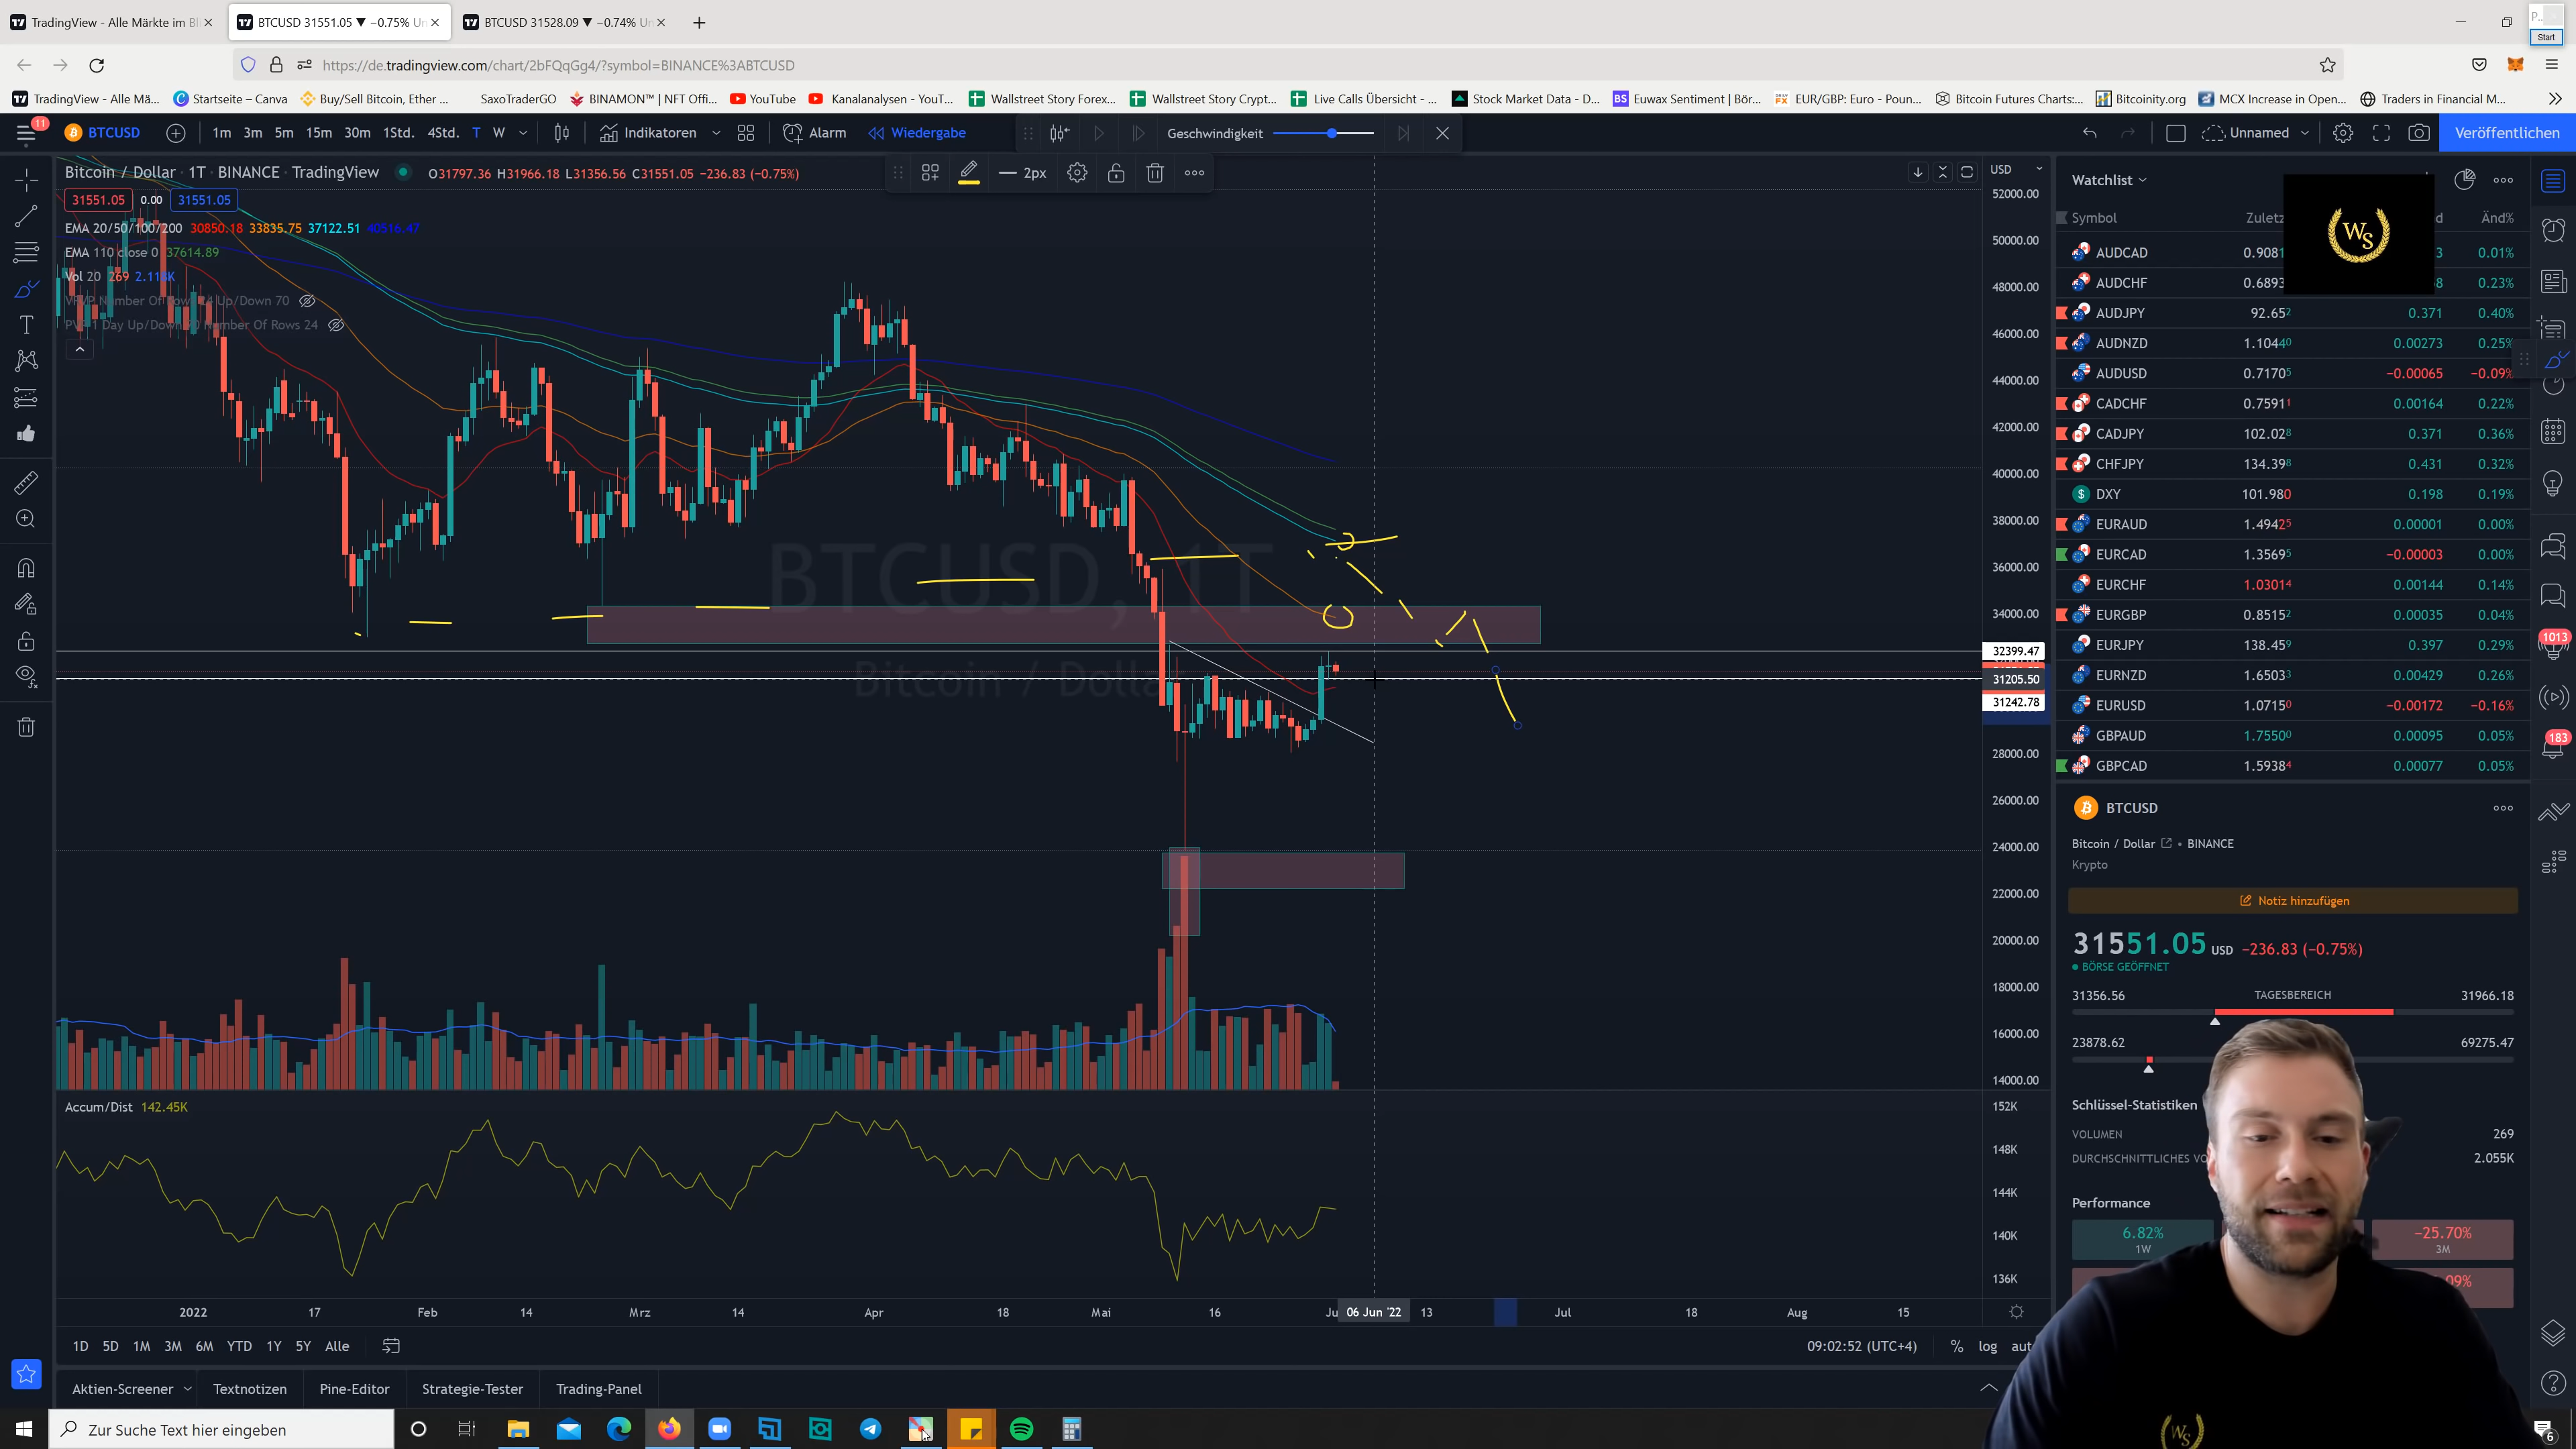 TradingView - Alle Märkte im Bl
BTCUSD 31551.05 ▼ −0.75% Un
BTCUSD 31528.09 ▼ −0.74% Un
Start
https://de.tradingview.com/chart/2bFQqGg4/?symbol=BINANCE%3ABTCUSD
TradingView - Alle Mä...
Startseite – Canva
Buy/Sell Bitcoin, Ether ...
SaxoTraderGO
BINAMON™ | NFT Offi...
YouTube
Kanalanalysen - YouT...
Wallstreet Story Forex...
Wallstreet Story Crypt...
Live Calls Übersicht - ...
Stock Market Data - D...
Euwax Sentiment | Bör...
EUR/GBP: Euro - Poun...
Bitcoin Futures Charts:...
Bitcoinity.org
MCX Increase in Open...
Traders in Financial M...
11
BTCUSD
1m 3m 5m 15m 30m 1Std. 4Std. T W
Indikatoren
Alarm
Wiedergabe
Geschwindigkeit
Unnamed
Veröffentlichen
Bitcoin / Dollar · 1T · BINANCE · TradingView
O31797.36 H31966.18 L31356.56 C31551.05 −236.83 (−0.75%)
2px
31551.05 0.00 31551.05
EMA 20/50/100/200 30850.18 33835.75 37122.51 40516.47
EMA 110 close 0 37614.89
Vol 20 269
BTCUSD, 1T
Bitcoin / Dollar
USD
52000.00
50000.00
48000.00
46000.00
44000.00
42000.00
40000.00
38000.00
36000.00
34000.00
32399.47
31205.50
31242.78
28000.00
26000.00
24000.00
22000.00
20000.00
18000.00
16000.00
14000.00
Accum/Dist 142.45K
152K
148K
144K
140K
136K
2022 17 Feb 14 Mrz 14 Apr 18 Mai 16 Ju 06 Jun '22 13 Jul 18 Aug 15
1D 5D 1M 3M 6M YTD 1Y 5Y Alle
09:02:52 (UTC+4)
% log aut
Aktien-Screener
Textnotizen
Pine-Editor
Strategie-Tester
Trading-Panel
Watchlist
Symbol Zuletz d Änd%
AUDCAD 0.9081 3 0.01%
AUDCHF 0.6893 8 0.23%
AUDJPY 92.652 0.371 0.40%
AUDNZD 1.10440 0.00273 0.25%
AUDUSD 0.71705 −0.00065 −0.09%
CADCHF 0.75911 0.00164 0.22%
CADJPY 102.028 0.371 0.36%
CHFJPY 134.398 0.431 0.32%
DXY 101.980 0.198 0.19%
EURAUD 1.49425 0.00001 0.00%
EURCAD 1.35695 −0.00003 0.00%
EURCHF 1.03014 0.00144 0.14%
EURGBP 0.85152 0.00035 0.04%
EURJPY 138.459 0.397 0.29%
EURNZD 1.65033 0.00429 0.26%
EURUSD 1.07150 −0.00172 −0.16%
GBPAUD 1.75500 0.00095 0.05%
GBPCAD 1.59384 0.00077 0.05%
WS
1013
183
BTCUSD
Bitcoin / Dollar • BINANCE
Krypto
Notiz hinzufügen
31551.05 USD −236.83 (−0.75%)
BÖRSE GEÖFFNET
31356.56 TAGESBEREICH 31966.18
23878.62 69275.47
Schlüssel-Statistiken
VOLUMEN 269
DURCHSCHNITTLICHES VO 2.055K
Performance
6.82%
1W
−25.70%
3M
09%
WS
Zur Suche Text hier eingeben
6